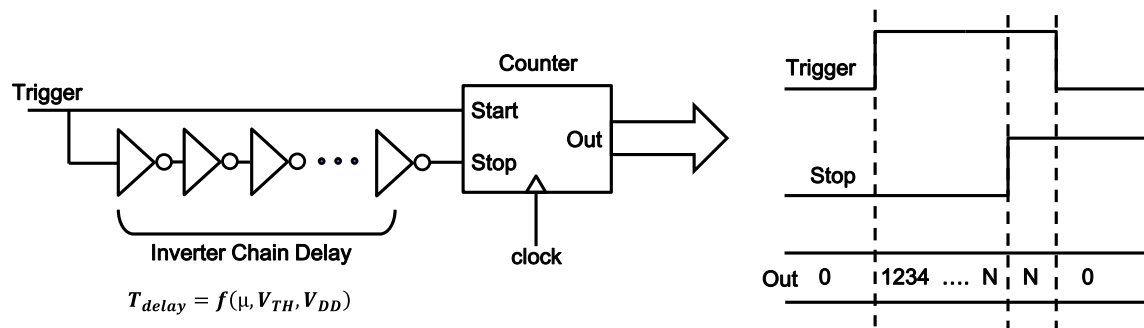 Counter
Trigger
Start
Out
Stop
Inverter Chain Delay
clock
T_delay = f(μ, V_TH, V_DD)
Trigger
Stop
Out 0 1234 .... N N 0